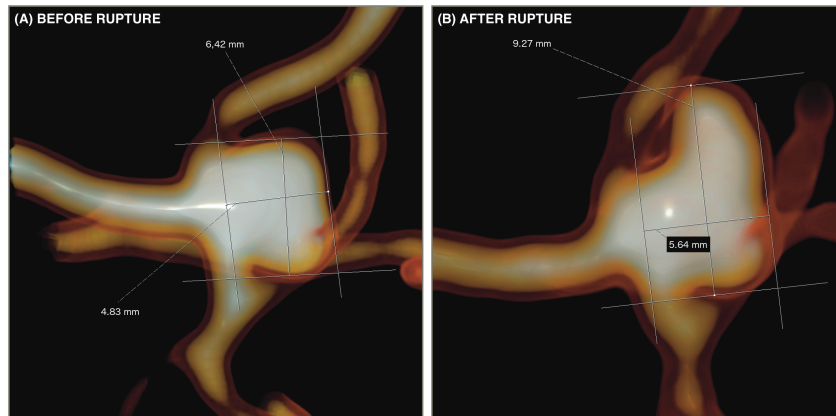 (A) BEFORE RUPTURE
6,42 mm
4.83 mm
(B) AFTER RUPTURE
9.27 mm
5.64 mm